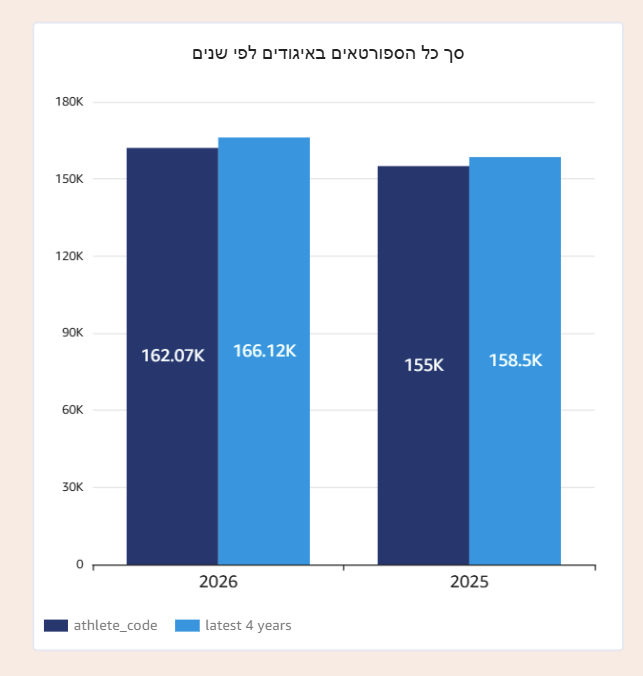 סך כל הספורטאים באיגודים לפי שנים
180K
150K
120K
90K
60K
30K
0
162.07K 166.12K 155K 158.5K
2026 2025
athlete_code latest 4 years